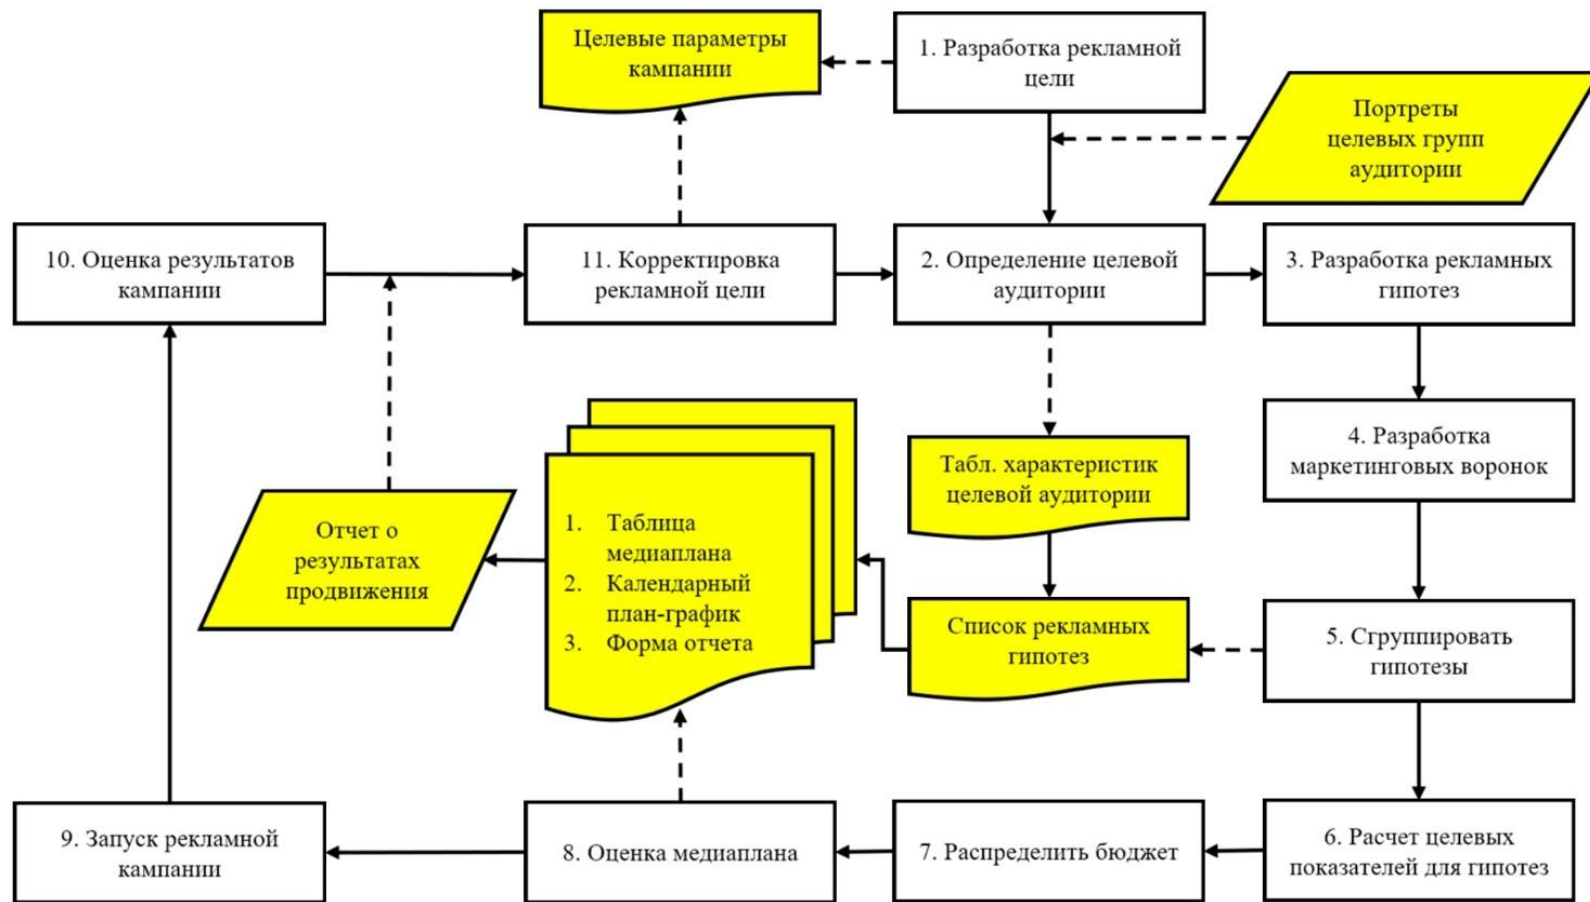 Целевые параметры
кампании
1. Разработка рекламной
цели
Портреты
целевых групп
аудитории
10. Оценка результатов
кампании
11. Корректировка
рекламной цели
2. Определение целевой
аудитории
3. Разработка рекламных
гипотез
4. Разработка
маркетинговых воронок
Табл. характеристик
целевой аудитории
Отчет о
результатах
продвижения
1. Таблица
медиаплана
2. Календарный
план-график
3. Форма отчета
Список рекламных
гипотез
5. Сгруппировать
гипотезы
9. Запуск рекламной
кампании
8. Оценка медиаплана
7. Распределить бюджет
6. Расчет целевых
показателей для гипотез